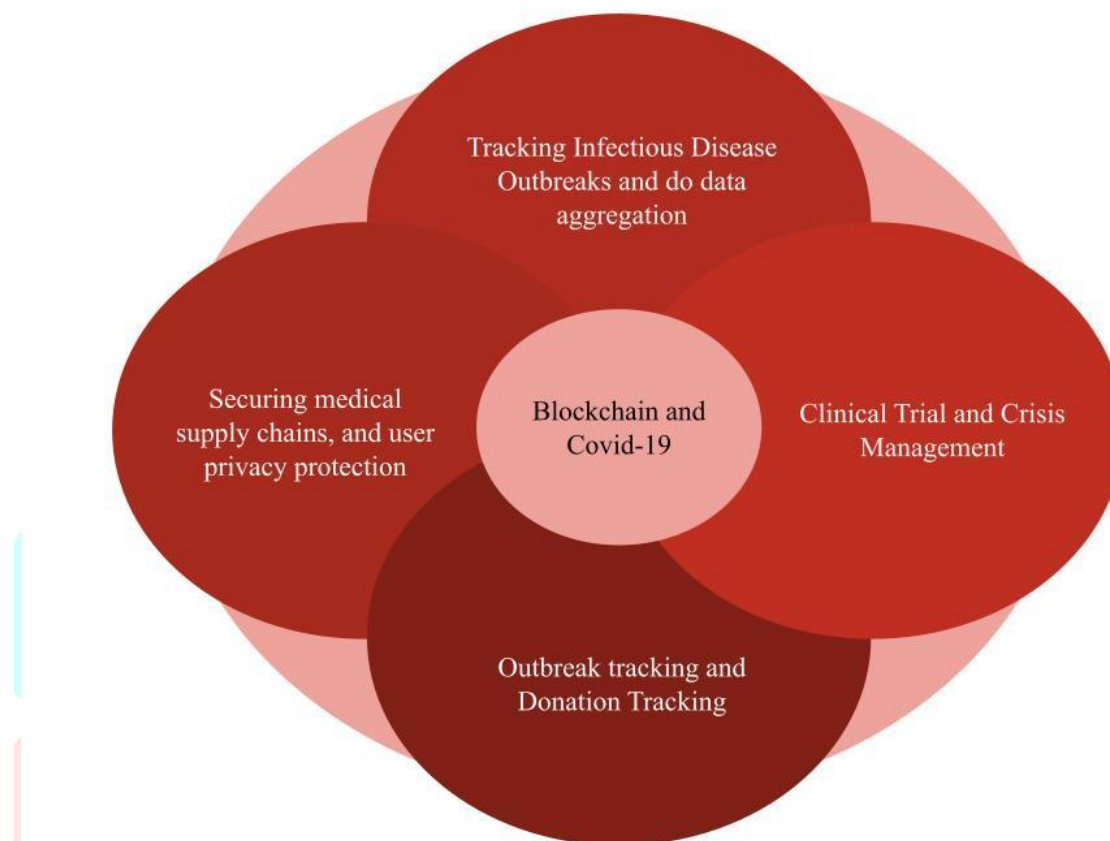 Tracking Infectious Disease
Outbreaks and do data
aggregation
Securing medical
supply chains, and user
privacy protection
Blockchain and
Covid-19
Clinical Trial and Crisis
Management
Outbreak tracking and
Donation Tracking